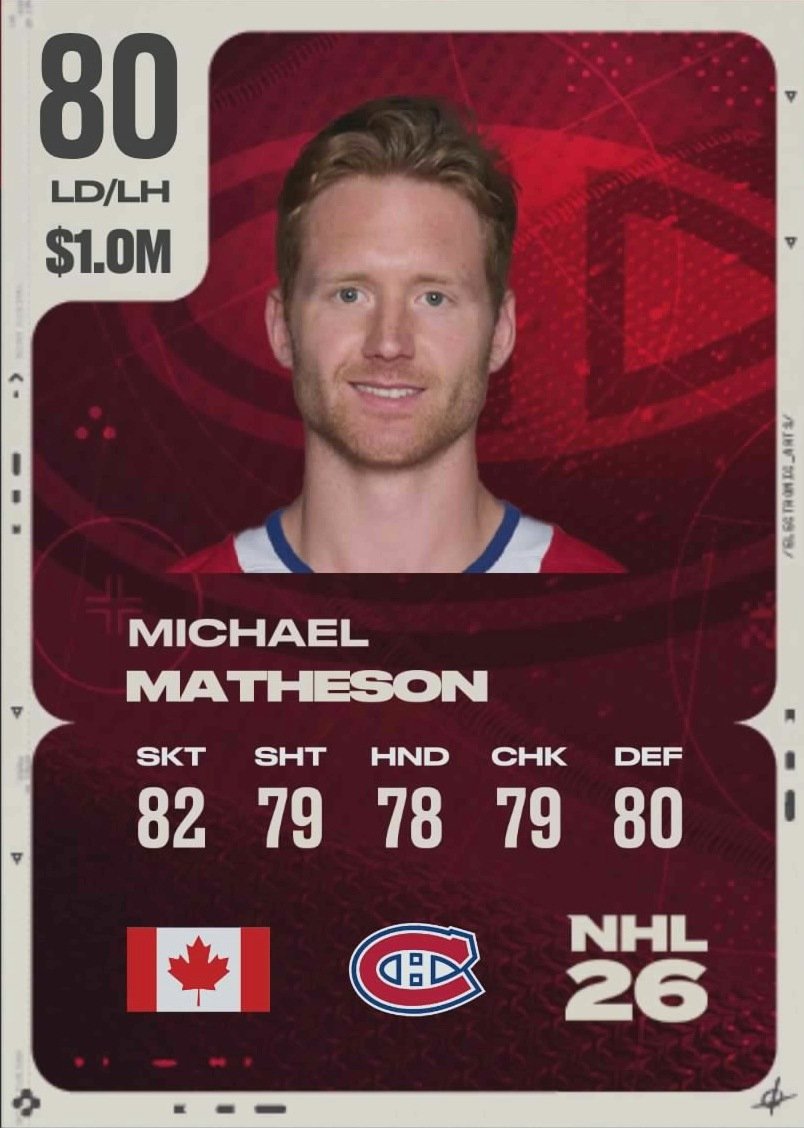 80
LD/LH
$1.0M
/ELECTRONIC_ARTS/
MICHAEL
MATHESON
SKT SHT HND CHK DEF
82 79 78 79 80
NHL
26